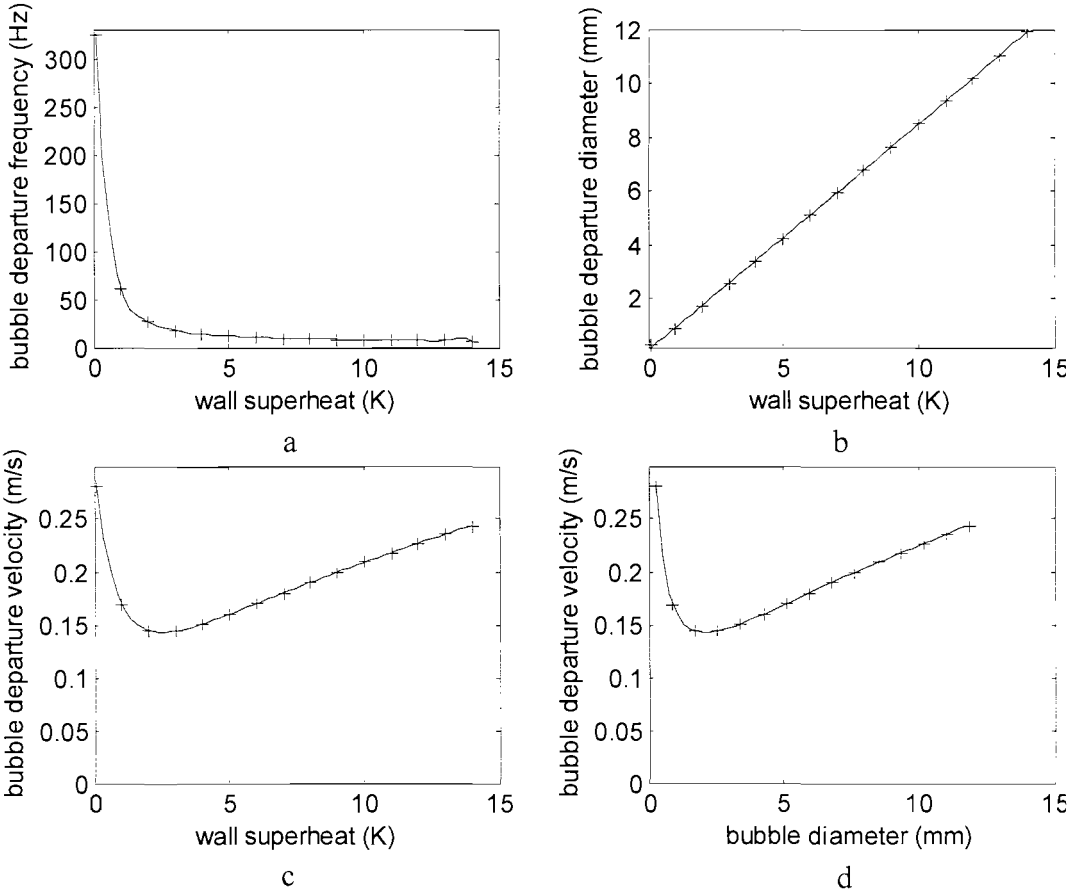 bubble departure frequency (Hz)
300
250
200
150
100
50
0
0 5 10 15
wall superheat (K)
a
bubble departure diameter (mm)
12
10
8
6
4
2
0 5 10 15
wall superheat (K)
b
bubble departure velocity (m/s)
0.25
0.2
0.15
0.1
0.05
0
0 5 10 15
wall superheat (K)
c
bubble departure velocity (m/s)
0.25
0.2
0.15
0.1
0.05
0
0 5 10 15
bubble diameter (mm)
d